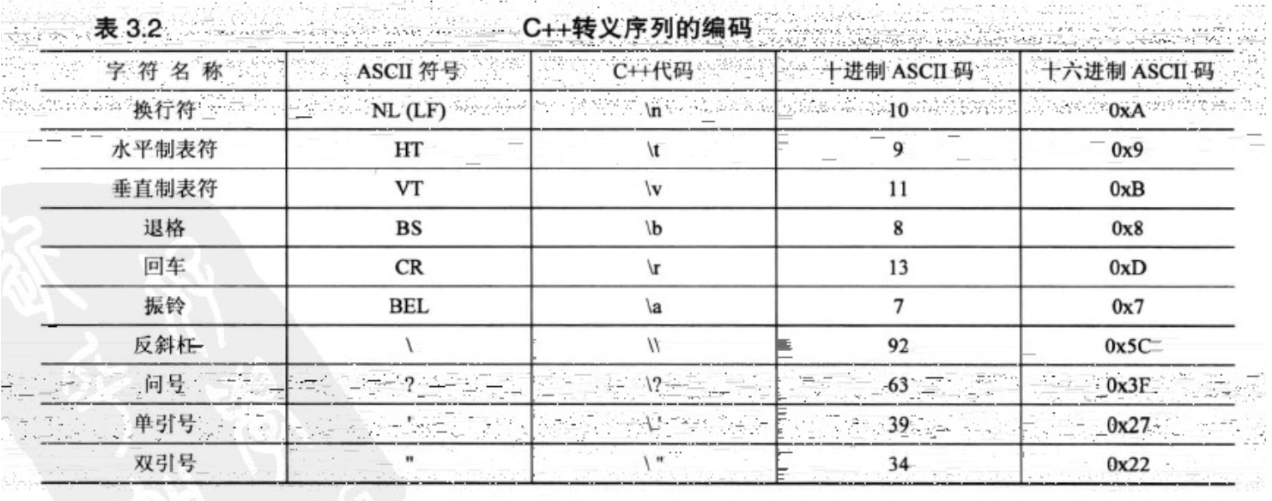 表 3.2 C++转义序列的编码
字符名称 ASCII 符号 C++代码 十进制 ASCII 码 十六进制 ASCII 码
换行符 NL (LF) \n 10 0xA
水平制表符 HT \t 9 0x9
垂直制表符 VT \v 11 0xB
退格 BS \b 8 0x8
回车 CR \r 13 0xD
振铃 BEL \a 7 0x7
反斜杠 \ \\ 92 0x5C
问号 ? \? 63 0x3F
单引号 ' \' 39 0x27
双引号 " \" 34 0x22